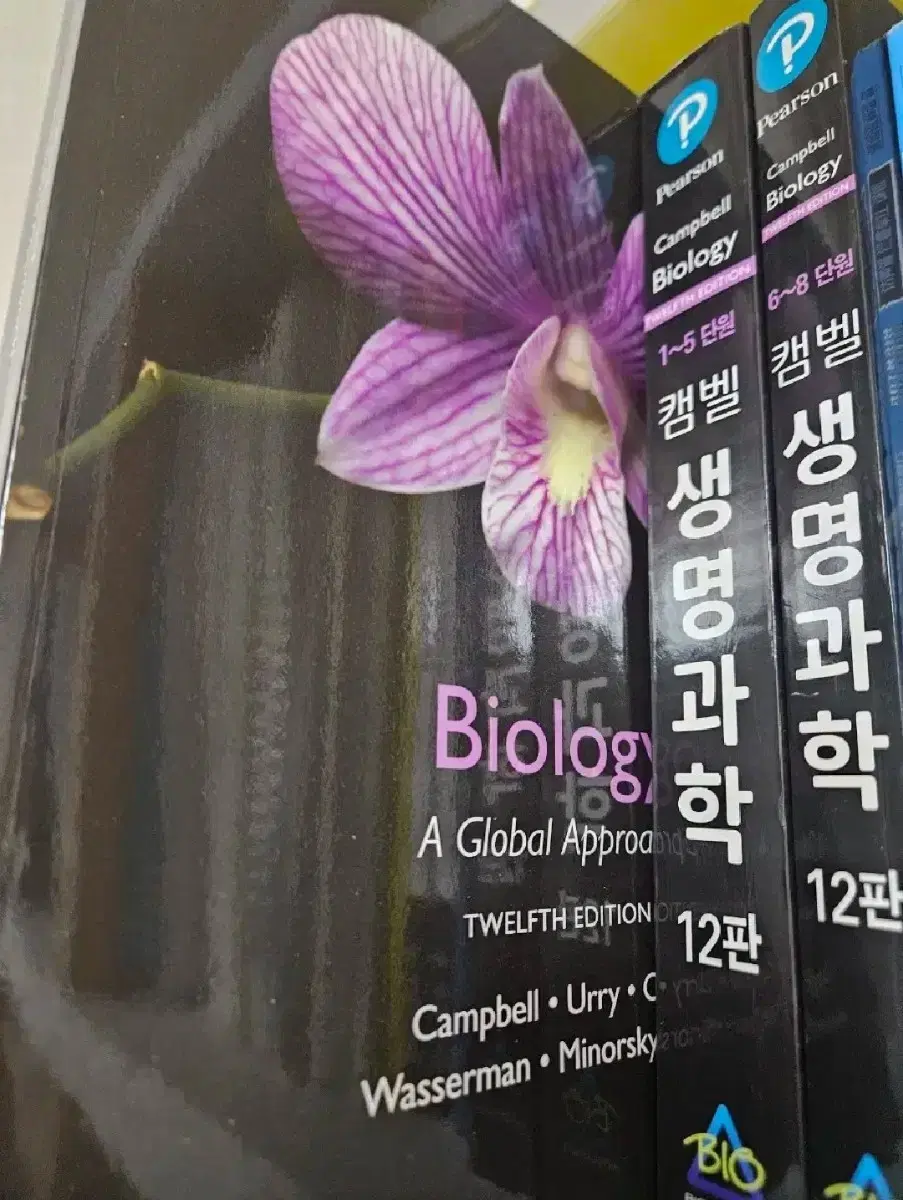 Biology
A Global Approa
TWELFTH EDITION
Campbell • Urry • C
Wasserman • Minorsky
Pearson
Campbell
Biology
TWELFTH EDITION
1~5 단원
캠벨
생명과학
12판
BIO
Pearson
Campbell
Biology
TWELFTH EDITION
6~8 단원
캠벨
생명과학
12판